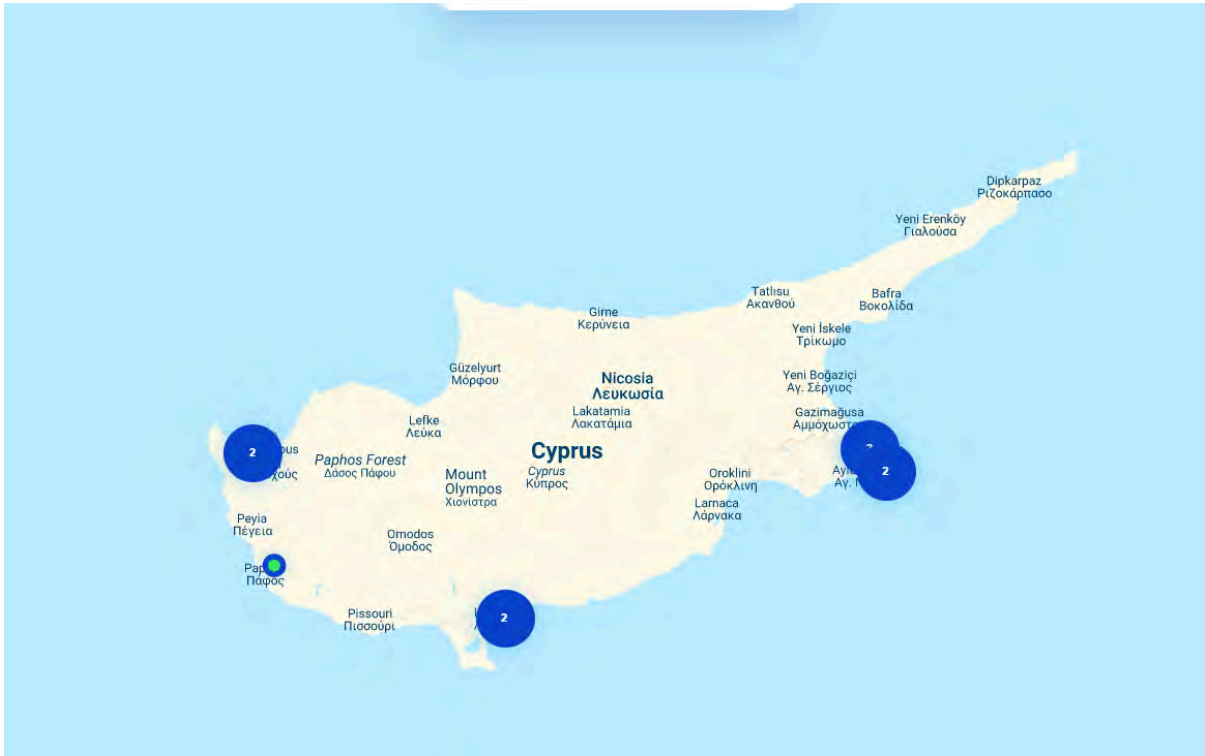 Dipkarpaz
Ριζοκάρπασο
Yeni Erenköy
Γιαλούσα
Tatlısu
Ακανθού
Bafra
Βοκολίδα
Girne
Κερύνεια
Yeni İskele
Τρίκωμο
Güzelyurt
Μόρφου
Nicosia
Λευκωσία
Yeni Boğaziçi
Αγ. Σέργιος
Lakatamia
Λακατάμια
Gazimağusa
Lefke
Λεύκα
2
Paphos Forest
Δάσος Πάφου
Cyprus
Cyprus
Κύπρος
Mount
Olympos
Χιονίστρα
Oroklini
Ορόκλινη
2
Αγ.
Larnaca
Λάρνακα
Peyia
Πέγεια
Omodos
Όμοδος
Πάφος
Pissouri
Πισσούρι
2